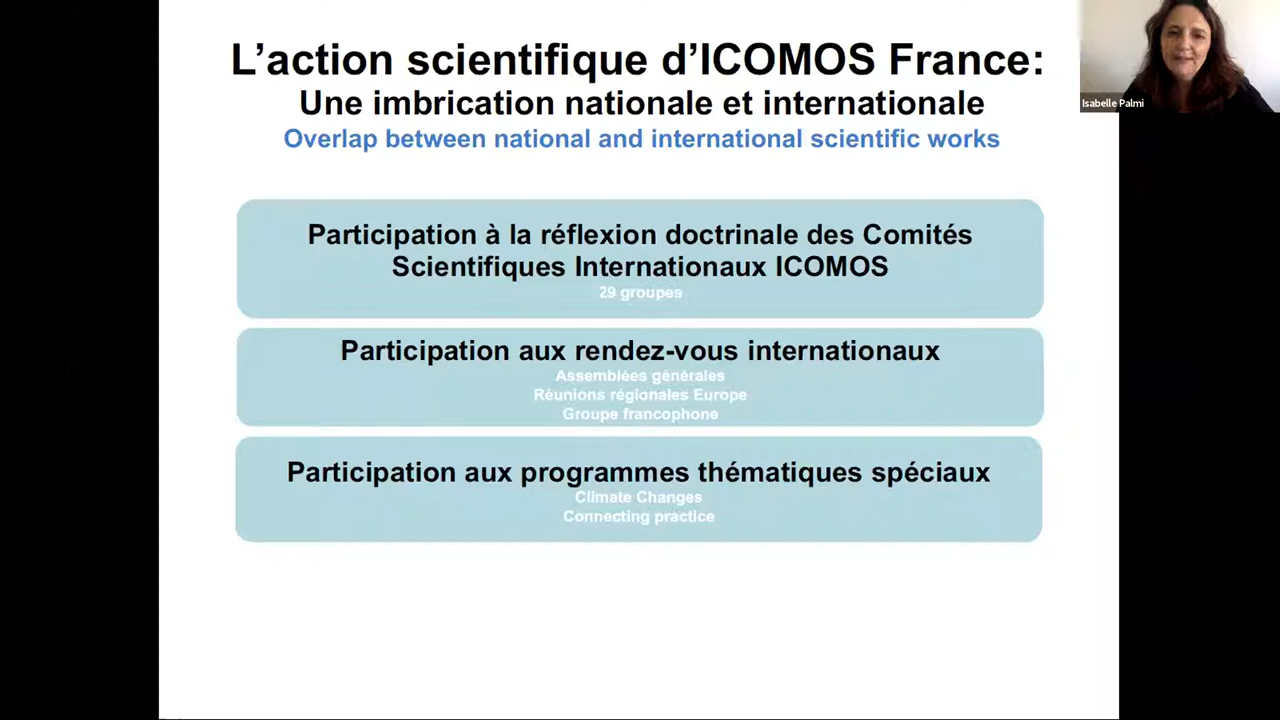 L’action scientifique d’ICOMOS France:
Une imbrication nationale et internationale
Overlap between national and international scientific works
Isabelle Palmi
Participation à la réflexion doctrinale des Comités
Scientifiques Internationaux ICOMOS
29 groupes
Participation aux rendez-vous internationaux
Assemblées générales
Réunions régionales Europe
Groupe francophone
Participation aux programmes thématiques spéciaux
Climate Changes
Connecting practice